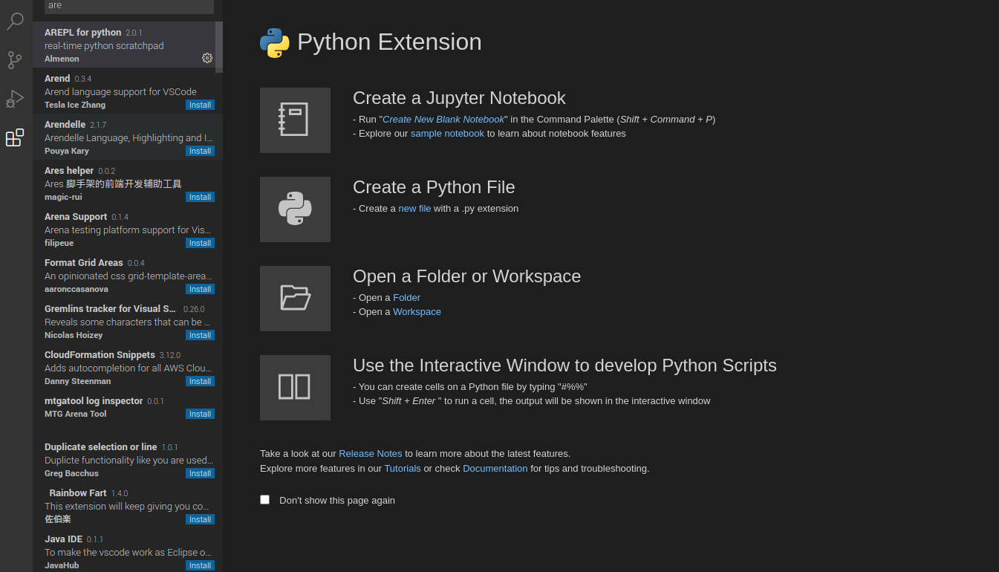 are
AREPL for python 2.0.1
real-time python scratchpad
Almenon
Arend 0.3.4
Arend language support for VSCode
Tesla Ice Zhang Install
Arendelle 2.1.7
Arendelle Language, Highlighting and I...
Pouya Kary Install
Ares helper 0.0.2
Ares 脚手架的前端开发辅助工具
magic-rui Install
Arena Support 0.1.4
Arena testing platform support for Vis...
filipeue Install
Format Grid Areas 0.0.4
An opinionated css grid-template-area...
aaronccasanova Install
Gremlins tracker for Visual S... 0.26.0
Reveals some characters that can be ...
Nicolas Hoizey Install
CloudFormation Snippets 3.12.0
Adds autocompletion for all AWS Clou...
Danny Steenman Install
mtgatool log inspector 0.0.1
MTG Arena Tool Install
Duplicate selection or line 1.0.1
Duplicte functionality like you are used...
Greg Bacchus Install
Rainbow Fart 1.4.0
This extension will keep giving you co...
佐伯楽 Install
Java IDE 0.1.1
To make the vscode work as Eclipse o...
JavaHub Install
Python Extension
Create a Jupyter Notebook
- Run "Create New Blank Notebook" in the Command Palette (Shift + Command + P)
- Explore our sample notebook to learn about notebook features
Create a Python File
- Create a new file with a .py extension
Open a Folder or Workspace
- Open a Folder
- Open a Workspace
Use the Interactive Window to develop Python Scripts
- You can create cells on a Python file by typing "#%%"
- Use "Shift + Enter " to run a cell, the output will be shown in the interactive window
Take a look at our Release Notes to learn more about the latest features.
Explore more features in our Tutorials or check Documentation for tips and troubleshooting.
Don't show this page again